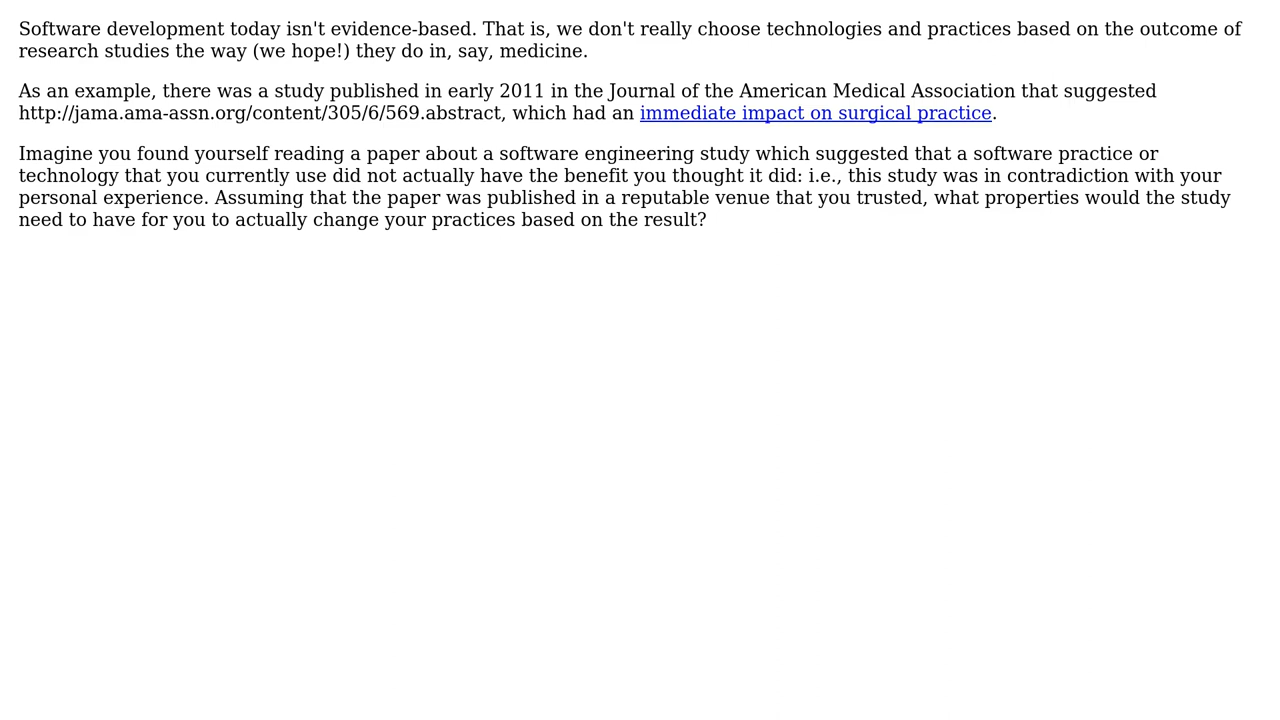 Software development today isn't evidence-based. That is, we don't really choose technologies and practices based on the outcome of
research studies the way (we hope!) they do in, say, medicine.
As an example, there was a study published in early 2011 in the Journal of the American Medical Association that suggested
http://jama.ama-assn.org/content/305/6/569.abstract, which had an immediate impact on surgical practice.
Imagine you found yourself reading a paper about a software engineering study which suggested that a software practice or
technology that you currently use did not actually have the benefit you thought it did: i.e., this study was in contradiction with your
personal experience. Assuming that the paper was published in a reputable venue that you trusted, what properties would the study
need to have for you to actually change your practices based on the result?